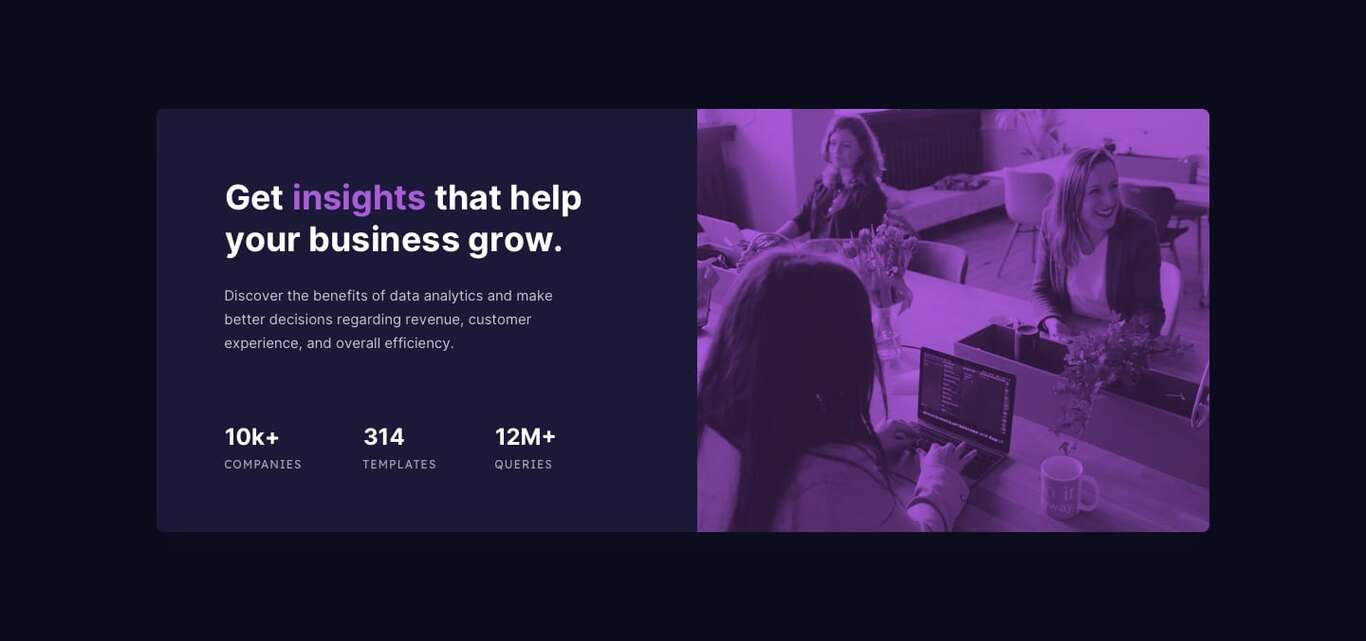 Get insights that help
your business grow.
Discover the benefits of data analytics and make
better decisions regarding revenue, customer
experience, and overall efficiency.
10k+ 314 12M+
COMPANIES TEMPLATES QUERIES